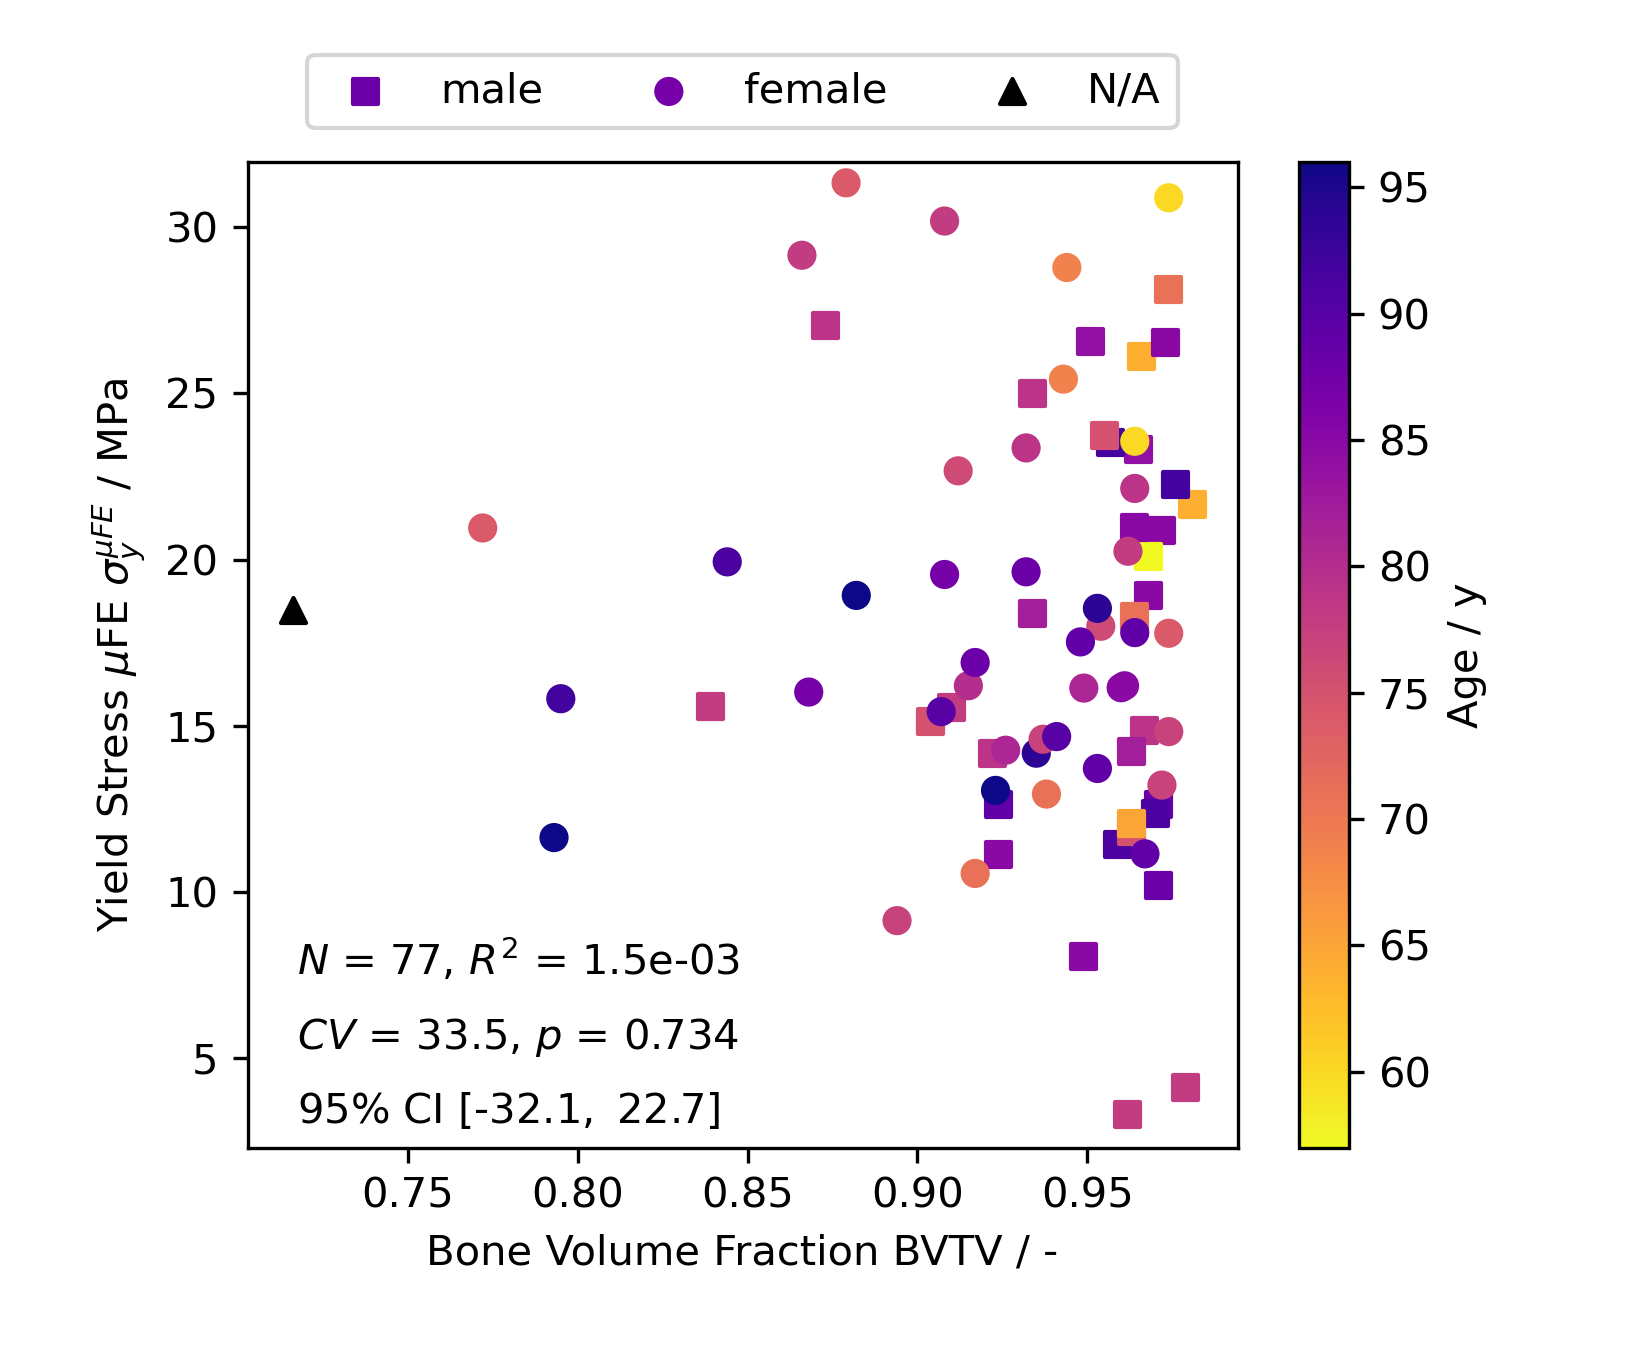 male female N/A
30
25
20
15
10
5
Yield Stress μFE σ_y^{μFE} / MPa
N = 77, R² = 1.5e-03
CV = 33.5, p = 0.734
95% CI [-32.1, 22.7]
0.75 0.80 0.85 0.90 0.95
Bone Volume Fraction BVTV / -
95
90
85
80
75
70
65
60
Age / y